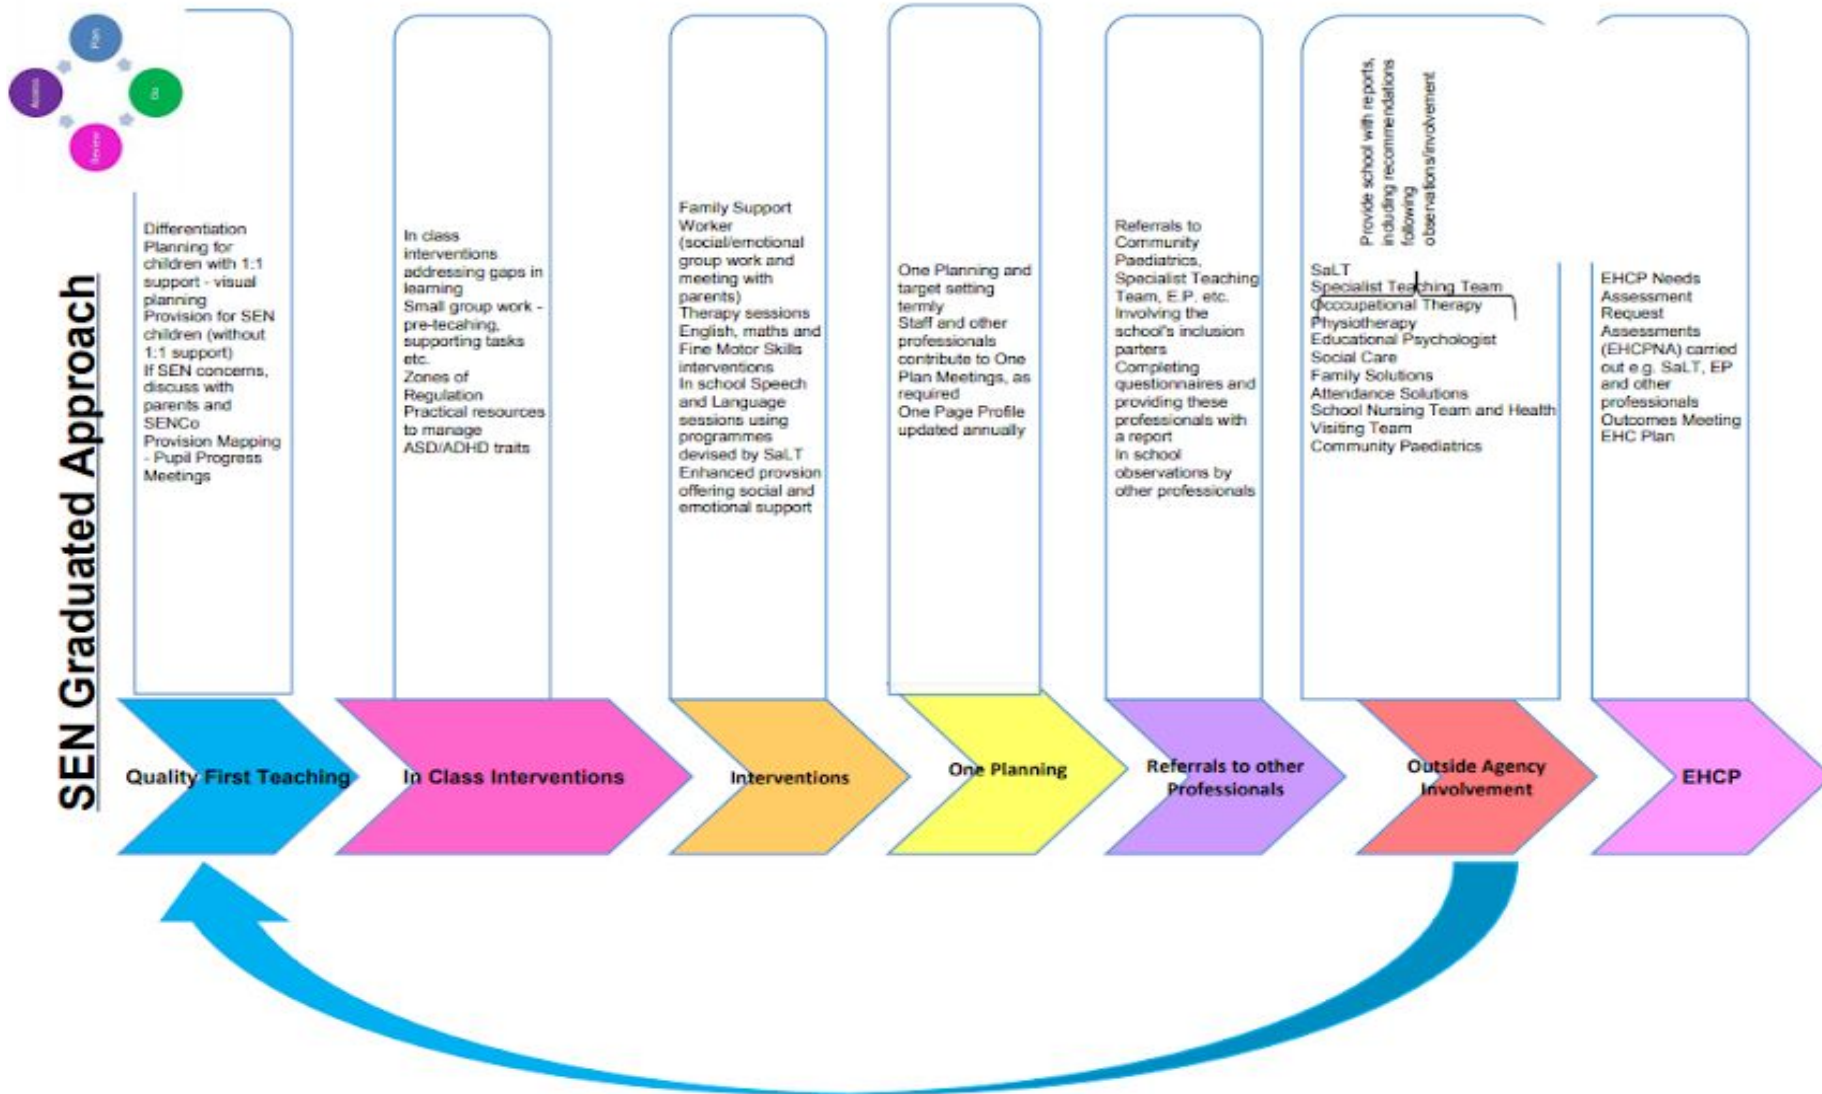 SEN Graduated Approach
Plan
Do
Review
Assess
Differentiation
Planning for
children with 1:1
support - visual
planning
Provision for SEN
children (without
1:1 support)
If SEN concerns,
discuss with
parents and
SENCo
Provision Mapping
- Pupil Progress
Meetings
In class
interventions
addressing gaps in
learning
Small group work -
pre-tecahing,
supporting tasks
etc.
Zones of
Regulation
Practical resources
to manage
ASD/ADHD traits
Family Support
Worker
(social/emotional
group work and
meeting with
parents)
Therapy sessions
English, maths and
Fine Motor Skills
interventions
In school Speech
and Language
sessions using
programmes
devised by SaLT
Enhanced provsion
offering social and
emotional support
One Planning and
target setting
termly
Staff and other
professionals
contribute to One
Plan Meetings, as
required
One Page Profile
updated annually
Referrals to
Community
Paediatrics,
Specialist Teaching
Team, E.P. etc.
Involving the
school's inclusion
parters
Completing
questionnaires and
providing these
professionals with
a report
In school
observations by
other professionals
Provide school with reports,
including recommendations
following
observations/involvement
SaLT
Specialist Teaching Team
Occcupational Therapy
Physiotherapy
Educational Psychologist
Social Care
Family Solutions
Attendance Solutions
School Nursing Team and Health
Visiting Team
Community Paediatrics
EHCP Needs
Assessment
Request
Assessments
(EHCPNA) carried
out e.g. SaLT, EP
and other
professionals
Outcomes Meeting
EHC Plan
Quality First Teaching
In Class Interventions
Interventions
One Planning
Referrals to other
Professionals
Outside Agency
Involvement
EHCP